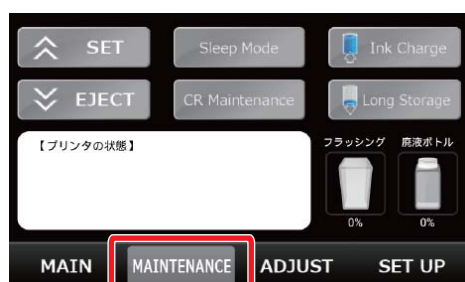 SET Sleep Mode Ink Charge
EJECT CR Maintenance Long Storage
【プリンタの状態】
フラッシング 廃液ボトル
0% 0%
MAIN MAINTENANCE ADJUST SET UP